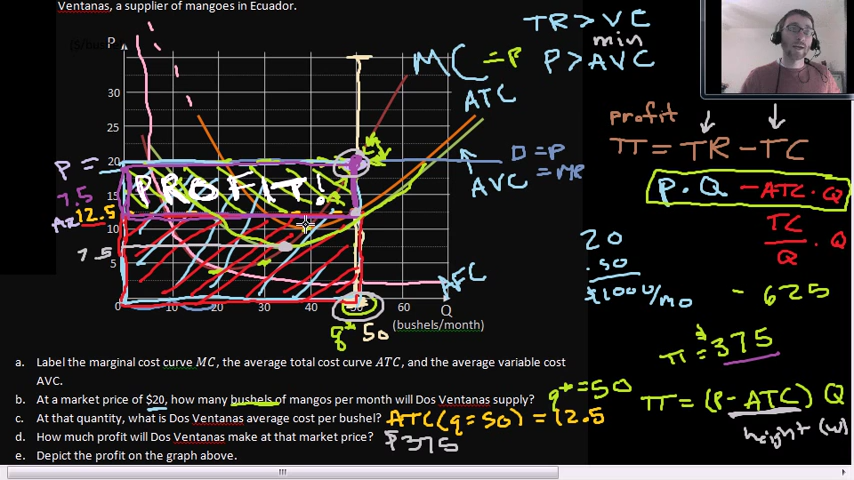 Ventanas, a supplier of mangoes in Ecuador.
P
30
25
20
15
10
5
0
10
20
30
40
50
60
Q
(bushels/month)
P =
7.5
12.5
7.5
PROFIT!
MC = P
ATC
AVC
D = P
= MR
AFC
q* 50
TR > VC
min
P > AVC
profit
π = TR - TC
P · Q - ATC · Q
TC
Q
· Q
20
· 50
$1000/mo
- 625
π = $375
π = (P - ATC) Q
height (w)
a. Label the marginal cost curve MC, the average total cost curve ATC, and the average variable cost
AVC.
b. At a market price of $20, how many bushels of mangos per month will Dos Ventanas supply? q* = 50
c. At that quantity, what is Dos Ventanas average cost per bushel? ATC(q = 50) = 12.5
d. How much profit will Dos Ventanas make at that market price? $375
e. Depict the profit on the graph above.